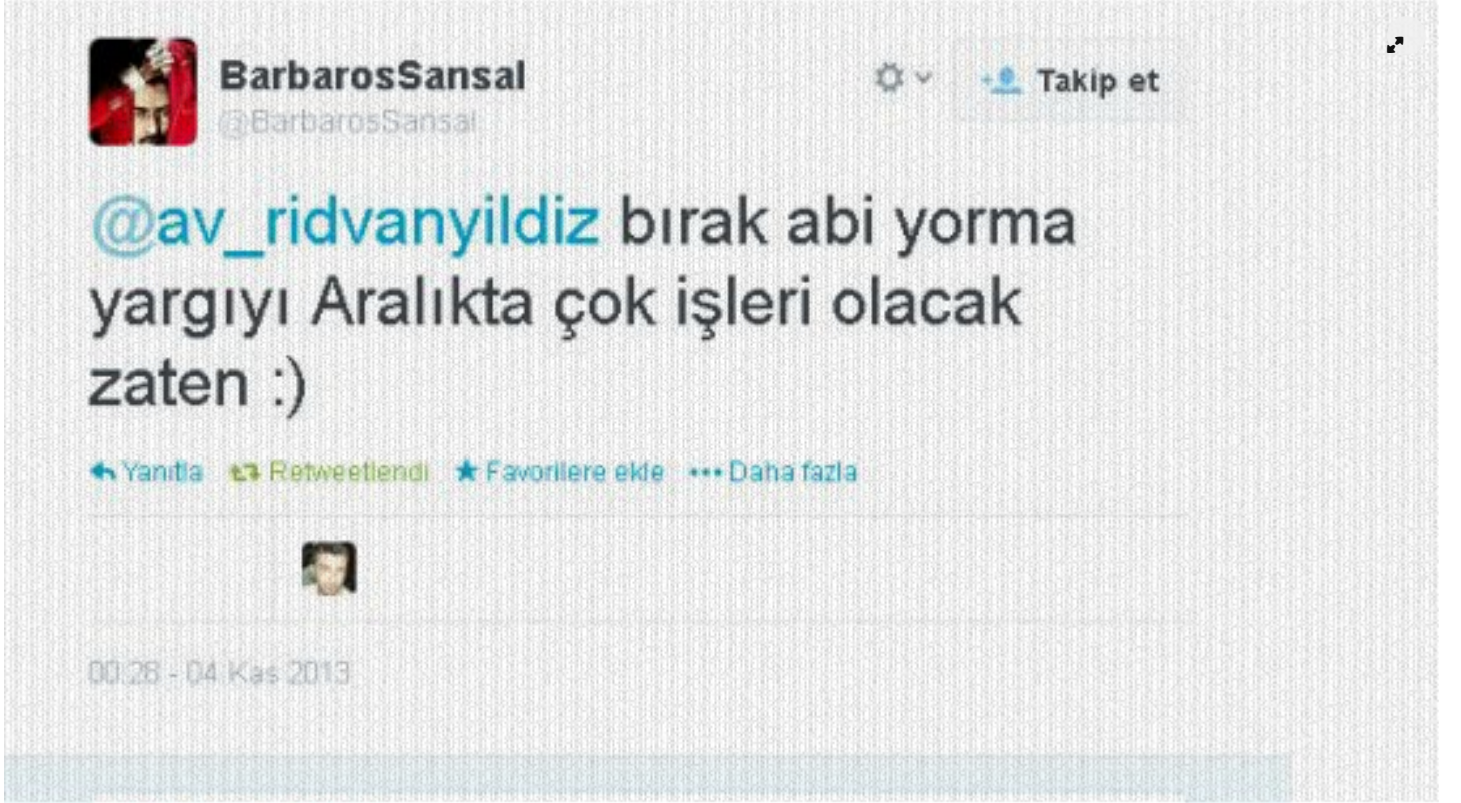 BarbarosSansal
@BarbarosSansal
Takip et
@av_ridvanyildiz bırak abi yorma
yargıyı Aralıkta çok işleri olacak
zaten :)
Yanıtla Retweetlendi Favorilere ekle Daha fazla
00:28 - 04 Kas 2013